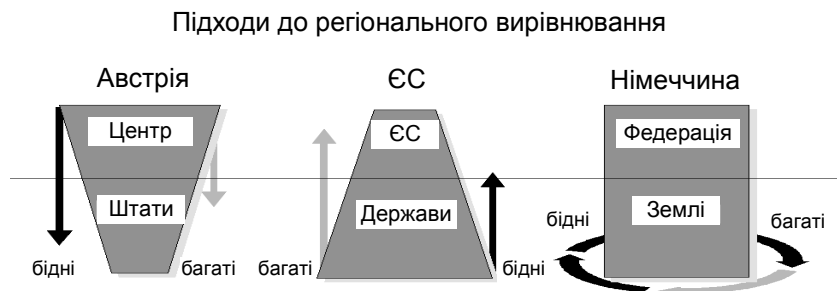 Підходи до регіонального вирівнювання
Австрія
ЄС
Німеччина
Центр
ЄС
Федерація
Штати
Держави
Землі
бідні
багаті
багаті
бідні
бідні
багаті